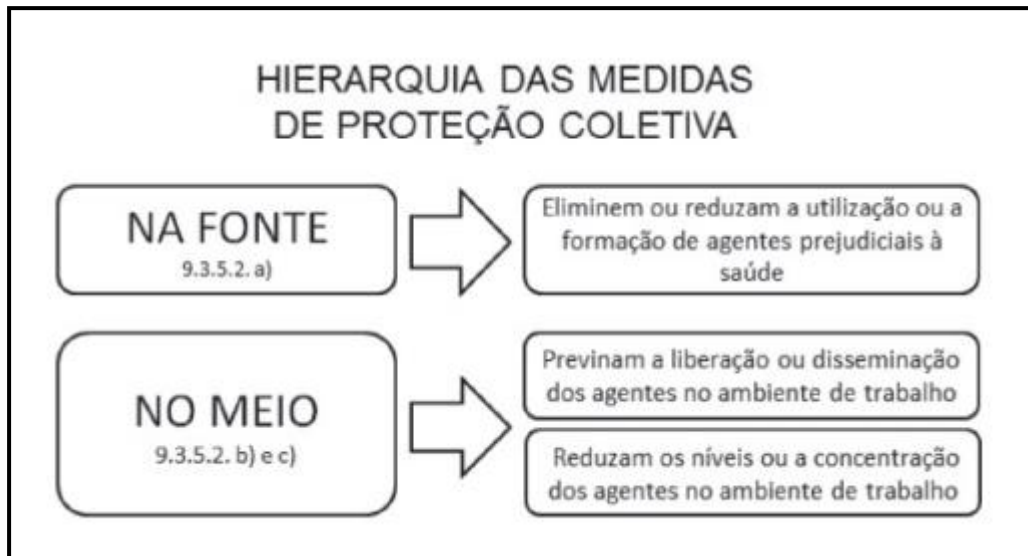 HIERARQUIA DAS MEDIDAS
DE PROTEÇÃO COLETIVA
NA FONTE
9.3.5.2. a)
Eliminem ou reduzam a utilização ou a
formação de agentes prejudiciais à
saúde
NO MEIO
9.3.5.2. b) e c)
Previnam a liberação ou disseminação
dos agentes no ambiente de trabalho
Reduzam os níveis ou a concentração
dos agentes no ambiente de trabalho